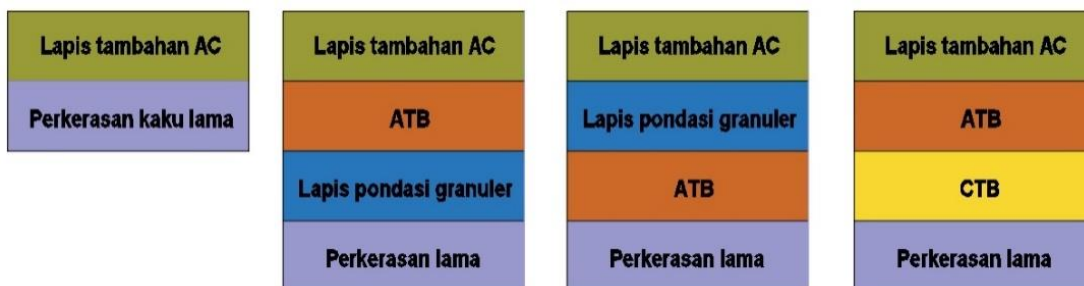 Lapis tambahan AC
Perkerasan kaku lama
Lapis tambahan AC
ATB
Lapis pondasi granuler
Perkerasan lama
Lapis tambahan AC
Lapis pondasi granuler
ATB
Perkerasan lama
Lapis tambahan AC
ATB
CTB
Perkerasan lama